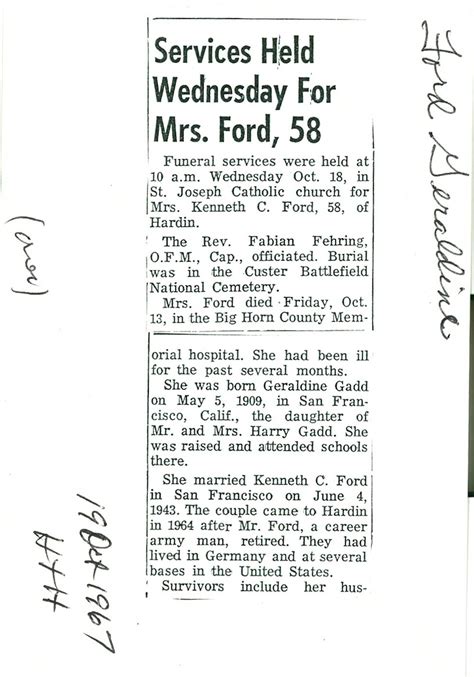 Services Held
Wednesday For
Mrs. Ford, 58
Funeral services were held at
10 a.m. Wednesday Oct. 18, in
St. Joseph Catholic church for
Mrs. Kenneth C. Ford, 58, of
Hardin.
The Rev. Fabian Fehring,
O.F.M., Cap., officiated. Burial
was in the Custer Battlefield
National Cemetery.
Mrs. Ford died Friday, Oct.
13, in the Big Horn County Mem-
orial hospital. She had been ill
for the past several months.
She was born Geraldine Gadd
on May 5, 1909, in San Fran-
cisco, Calif., the daughter of
Mr. and Mrs. Harry Gadd. She
was raised and attended schools
there.
She married Kenneth C. Ford
in San Francisco on June 4,
1943. The couple came to Hardin
in 1964 after Mr. Ford, a career
army man, retired. They had
lived in Germany and at several
bases in the United States.
Survivors include her hus-
Ford Geraldine
(over)
19 Oct 1967
HTH